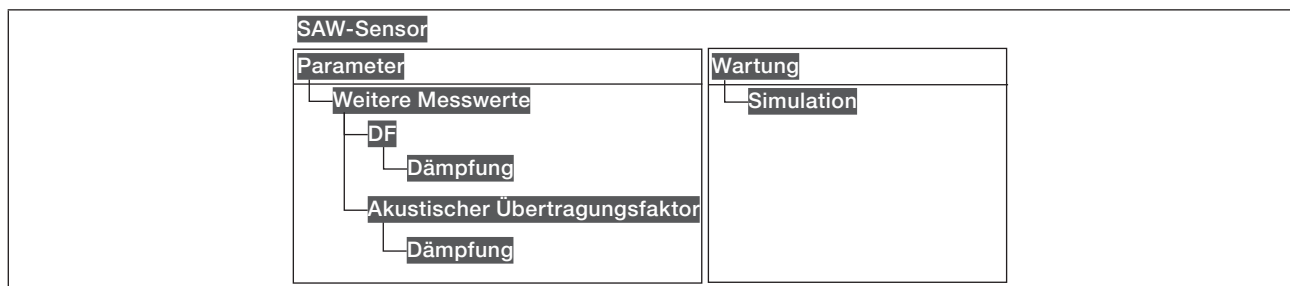 SAW-Sensor
Parameter
Weitere Messwerte
DF
Dämpfung
Akustischer Übertragungsfaktor
Dämpfung
Wartung
Simulation